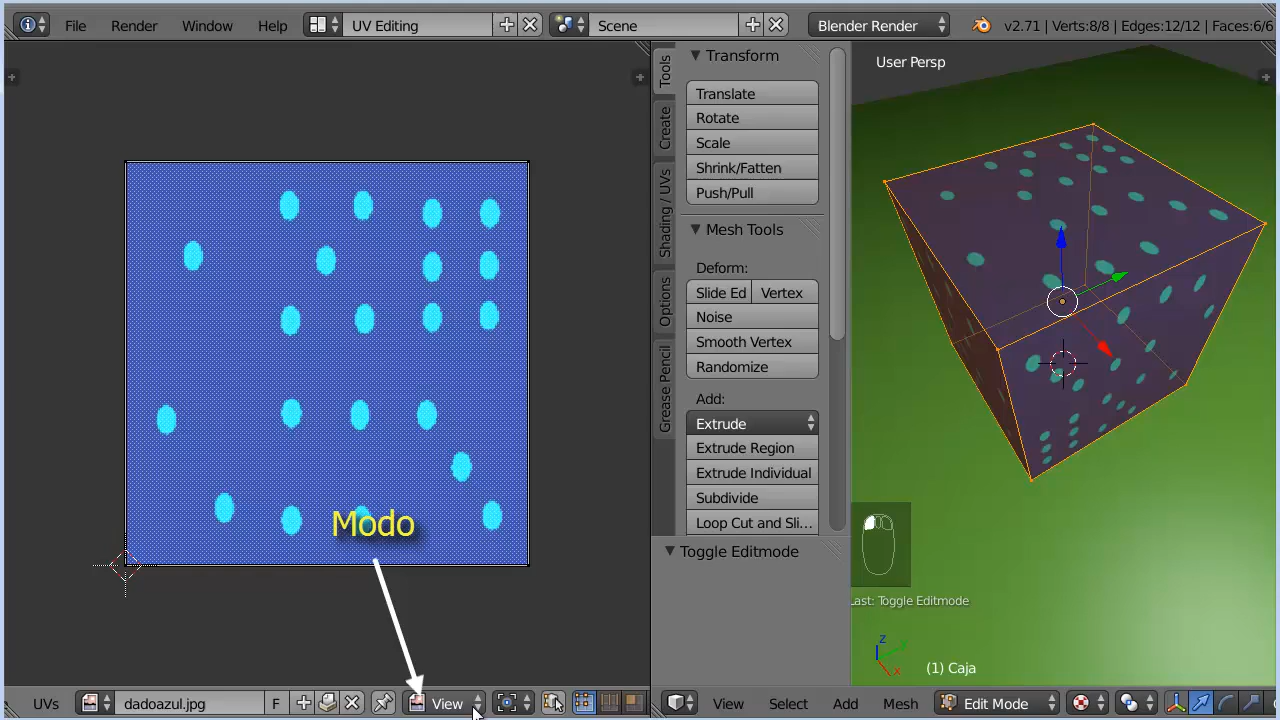 File Render Window Help UV Editing Scene Blender Render v2.71 | Verts:8/8 | Edges:12/12 | Faces:6/6
User Persp
Tools
Create
Shading / UVs
Options
Grease Pencil
Transform
Translate
Rotate
Scale
Shrink/Fatten
Push/Pull
Mesh Tools
Deform:
Slide Ed Vertex
Noise
Smooth Vertex
Randomize
Add:
Extrude
Extrude Region
Extrude Individual
Subdivide
Loop Cut and Sli...
Toggle Editmode
Modo
Last: Toggle Editmode
z
y
x
(1) Caja
UVs dadoazul.jpg F View
View Select Add Mesh Edit Mode